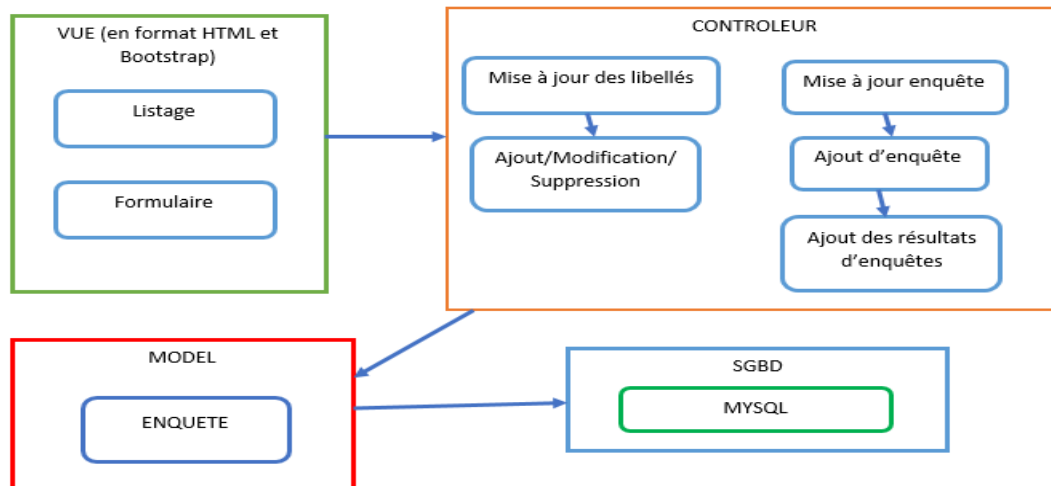 VUE (en format HTML et
Bootstrap)
Listage
Formulaire
CONTROLEUR
Mise à jour des libellés
Ajout/Modification/
Suppression
Mise à jour enquête
Ajout d’enquête
Ajout des résultats
d’enquêtes
MODEL
ENQUETE
SGBD
MYSQL